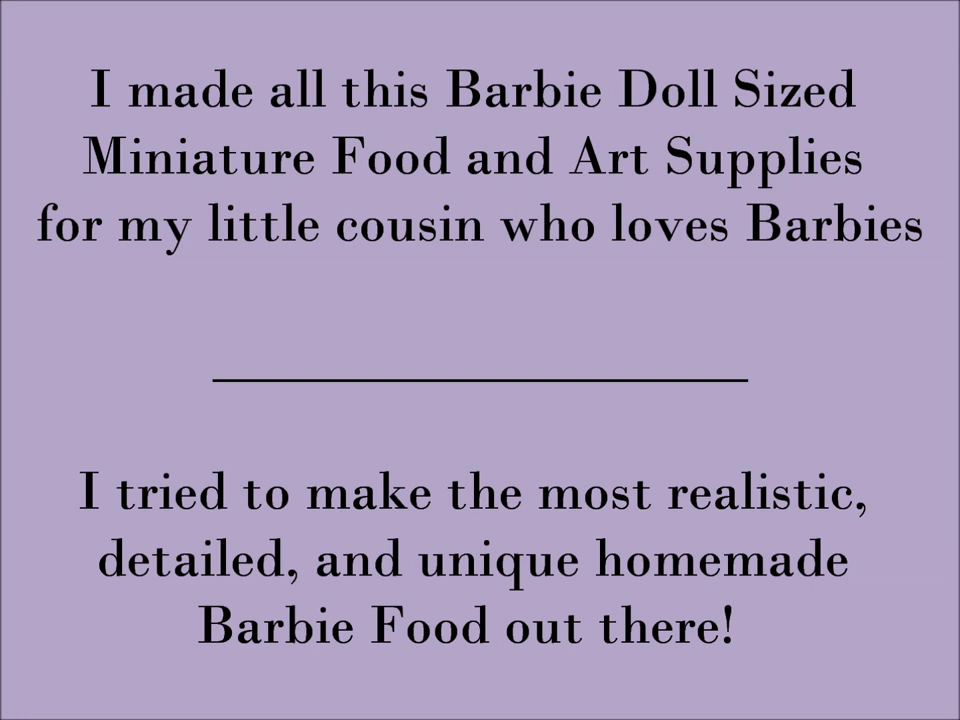 I made all this Barbie Doll Sized
Miniature Food and Art Supplies
for my little cousin who loves Barbies
I tried to make the most realistic,
detailed, and unique homemade
Barbie Food out there!